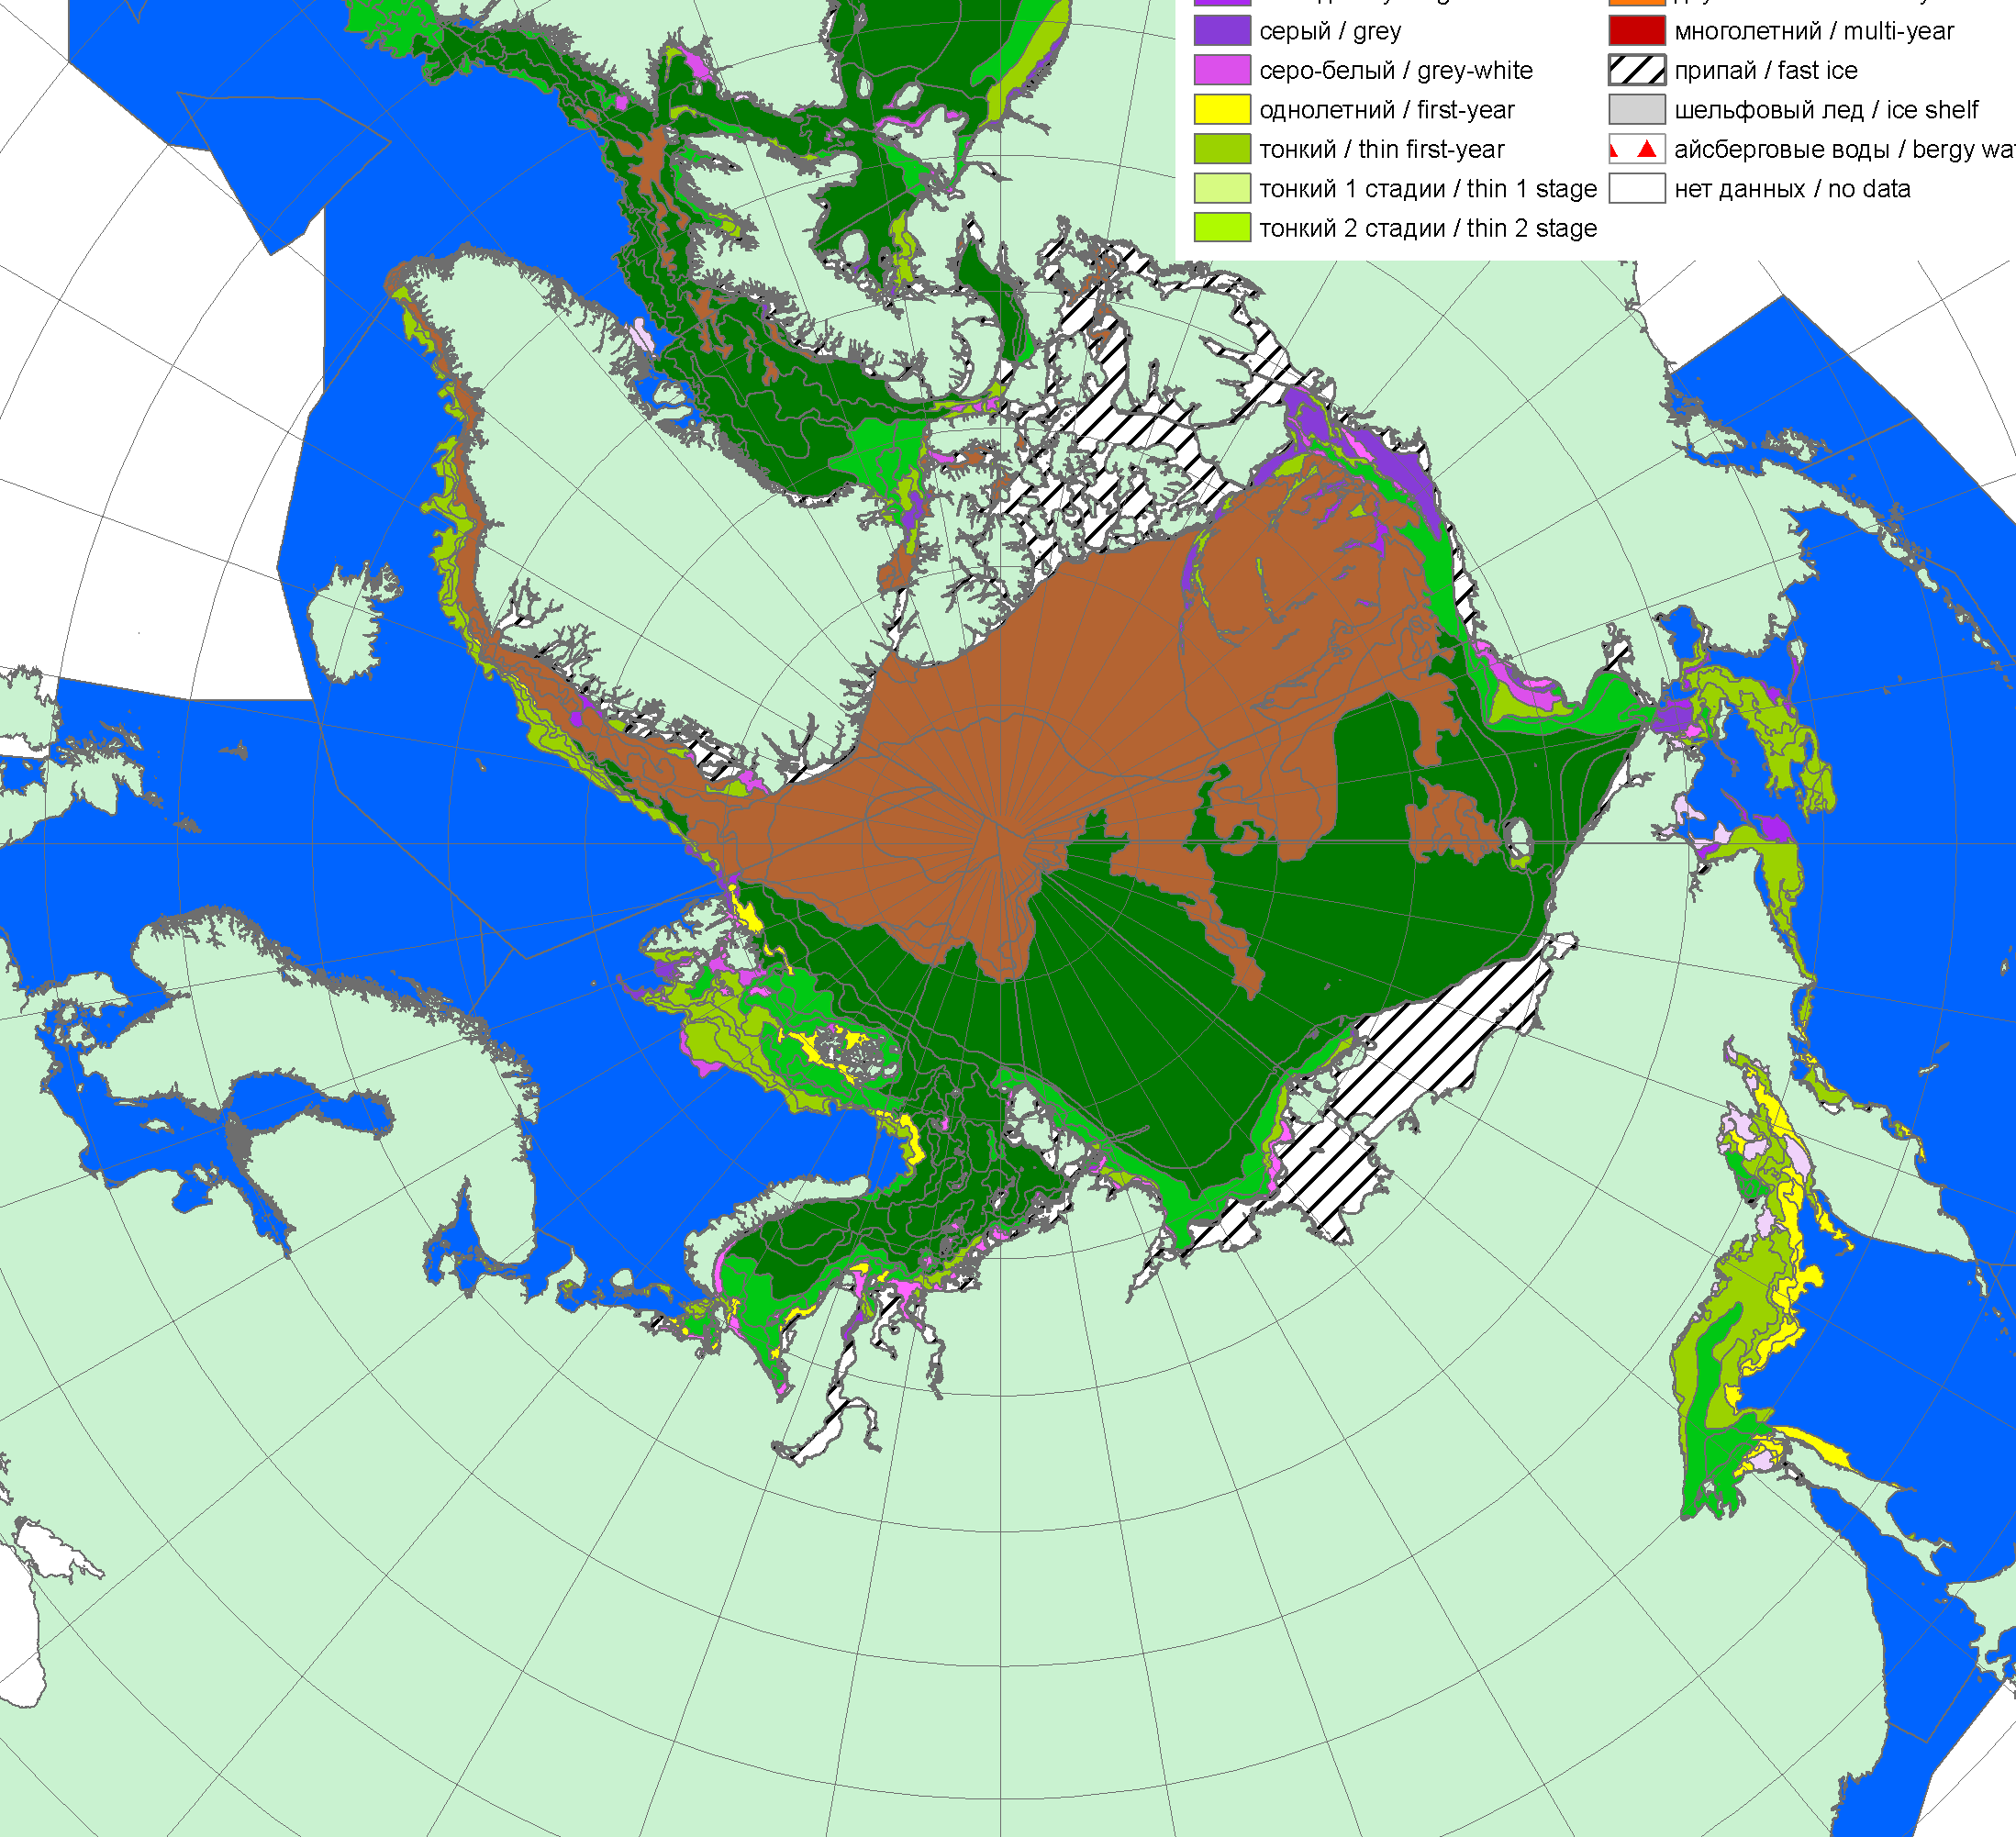 серый / grey
серо-белый / grey-white
однолетний / first-year
тонкий / thin first-year
тонкий 1 стадии / thin 1 stage
тонкий 2 стадии / thin 2 stage
многолетний / multi-year
припай / fast ice
шельфовый лед / ice shelf
айсберговые воды / bergy wat
нет данных / no data